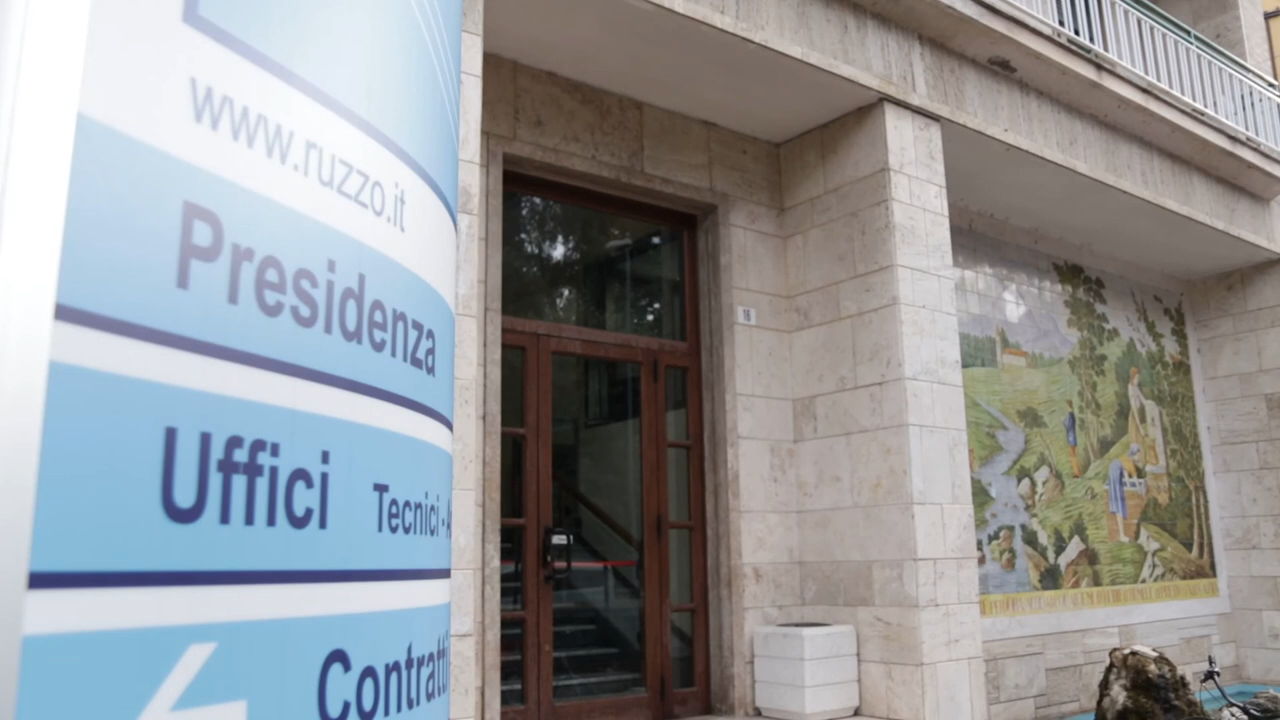 www.ruzzo.it
Presidenza
Uffici Tecnici -
Contratti
16